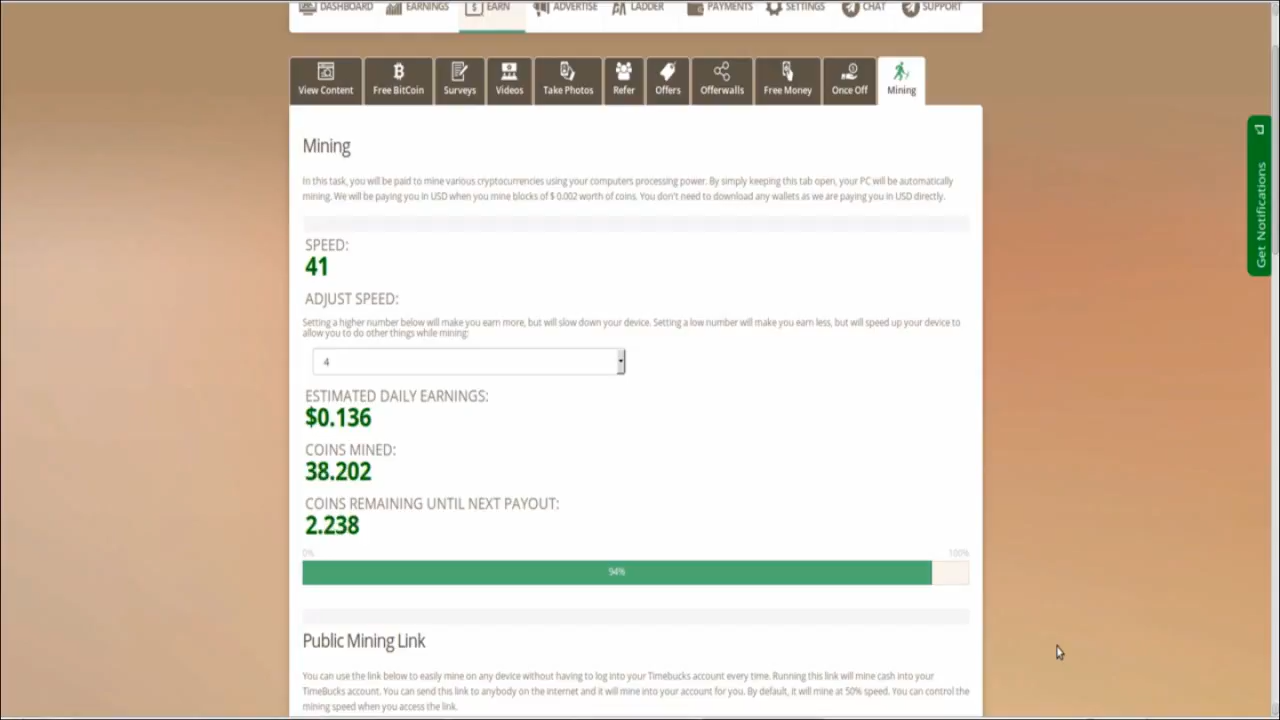 DASHBOARD EARNINGS $ EARN ADVERTISE LADDER PAYMENTS SETTINGS CHAT SUPPORT
View Content Free BitCoin Surveys Videos Take Photos Refer Offers Offerwalls Free Money Once Off Mining
Get Notifications
Mining
In this task, you will be paid to mine various cryptocurrencies using your computers processing power. By simply keeping this tab open, your PC will be automatically
mining. We will be paying you in USD when you mine blocks of $ 0.002 worth of coins. You don't need to download any wallets as we are paying you in USD directly.
SPEED:
41
ADJUST SPEED:
Setting a higher number below will make you earn more, but will slow down your device. Setting a low number will make you earn less, but will speed up your device to
allow you to do other things while mining:
4
ESTIMATED DAILY EARNINGS:
$0.136
COINS MINED:
38.202
COINS REMAINING UNTIL NEXT PAYOUT:
2.238
0% 100%
94%
Public Mining Link
You can use the link below to easily mine on any device without having to log into your Timebucks account every time. Running this link will mine cash into your
TimeBucks account. You can send this link to anybody on the internet and it will mine into your account for you. By default, it will mine at 50% speed. You can control the
mining speed when you access the link.